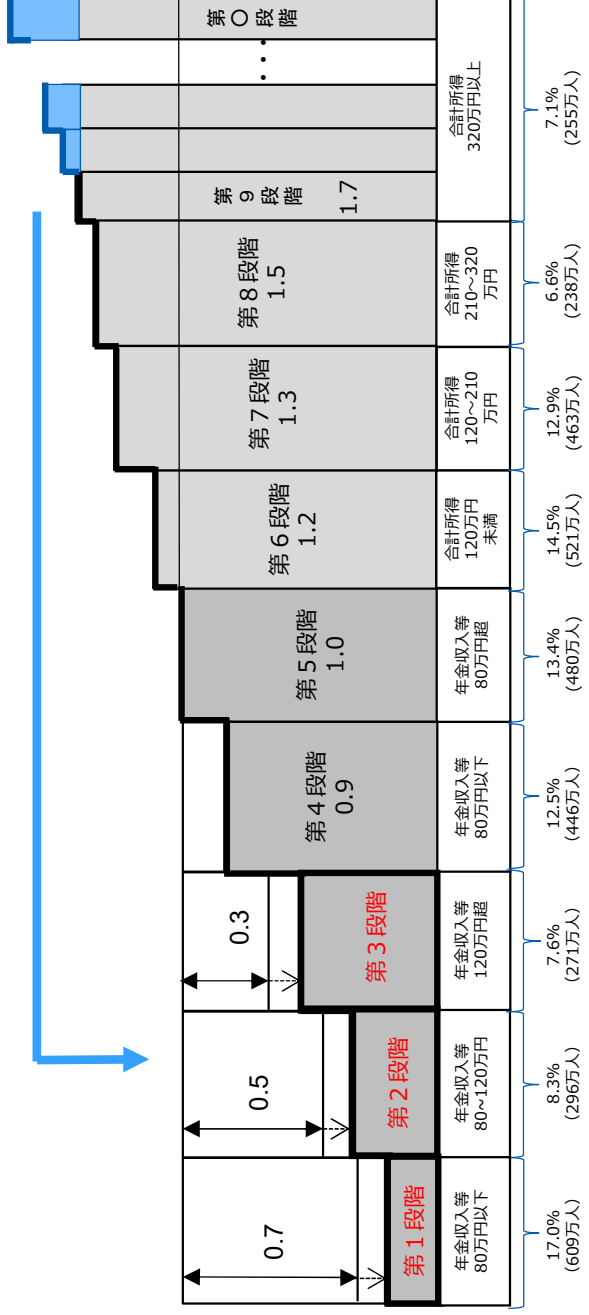 0.7
0.5
0.3
第１段階
第２段階
第３段階
第４段階
0.9
第５段階
1.0
第６段階
1.2
第７段階
1.3
第８段階
1.5
第９段階
1.7
・・・
第〇段階
年金収入等
80万円以下
年金収入等
80~120万円
年金収入等
120万円超
年金収入等
80万円以下
年金収入等
80万円超
合計所得
120万円
未満
合計所得
120～210
万円
合計所得
210～320
万円
合計所得
320万円以上
17.0%
(609万人)
8.3%
(296万人)
7.6%
(271万人)
12.5%
(446万人)
13.4%
(480万人)
14.5%
(521万人)
12.9%
(463万人)
6.6%
(238万人)
7.1%
(255万人)